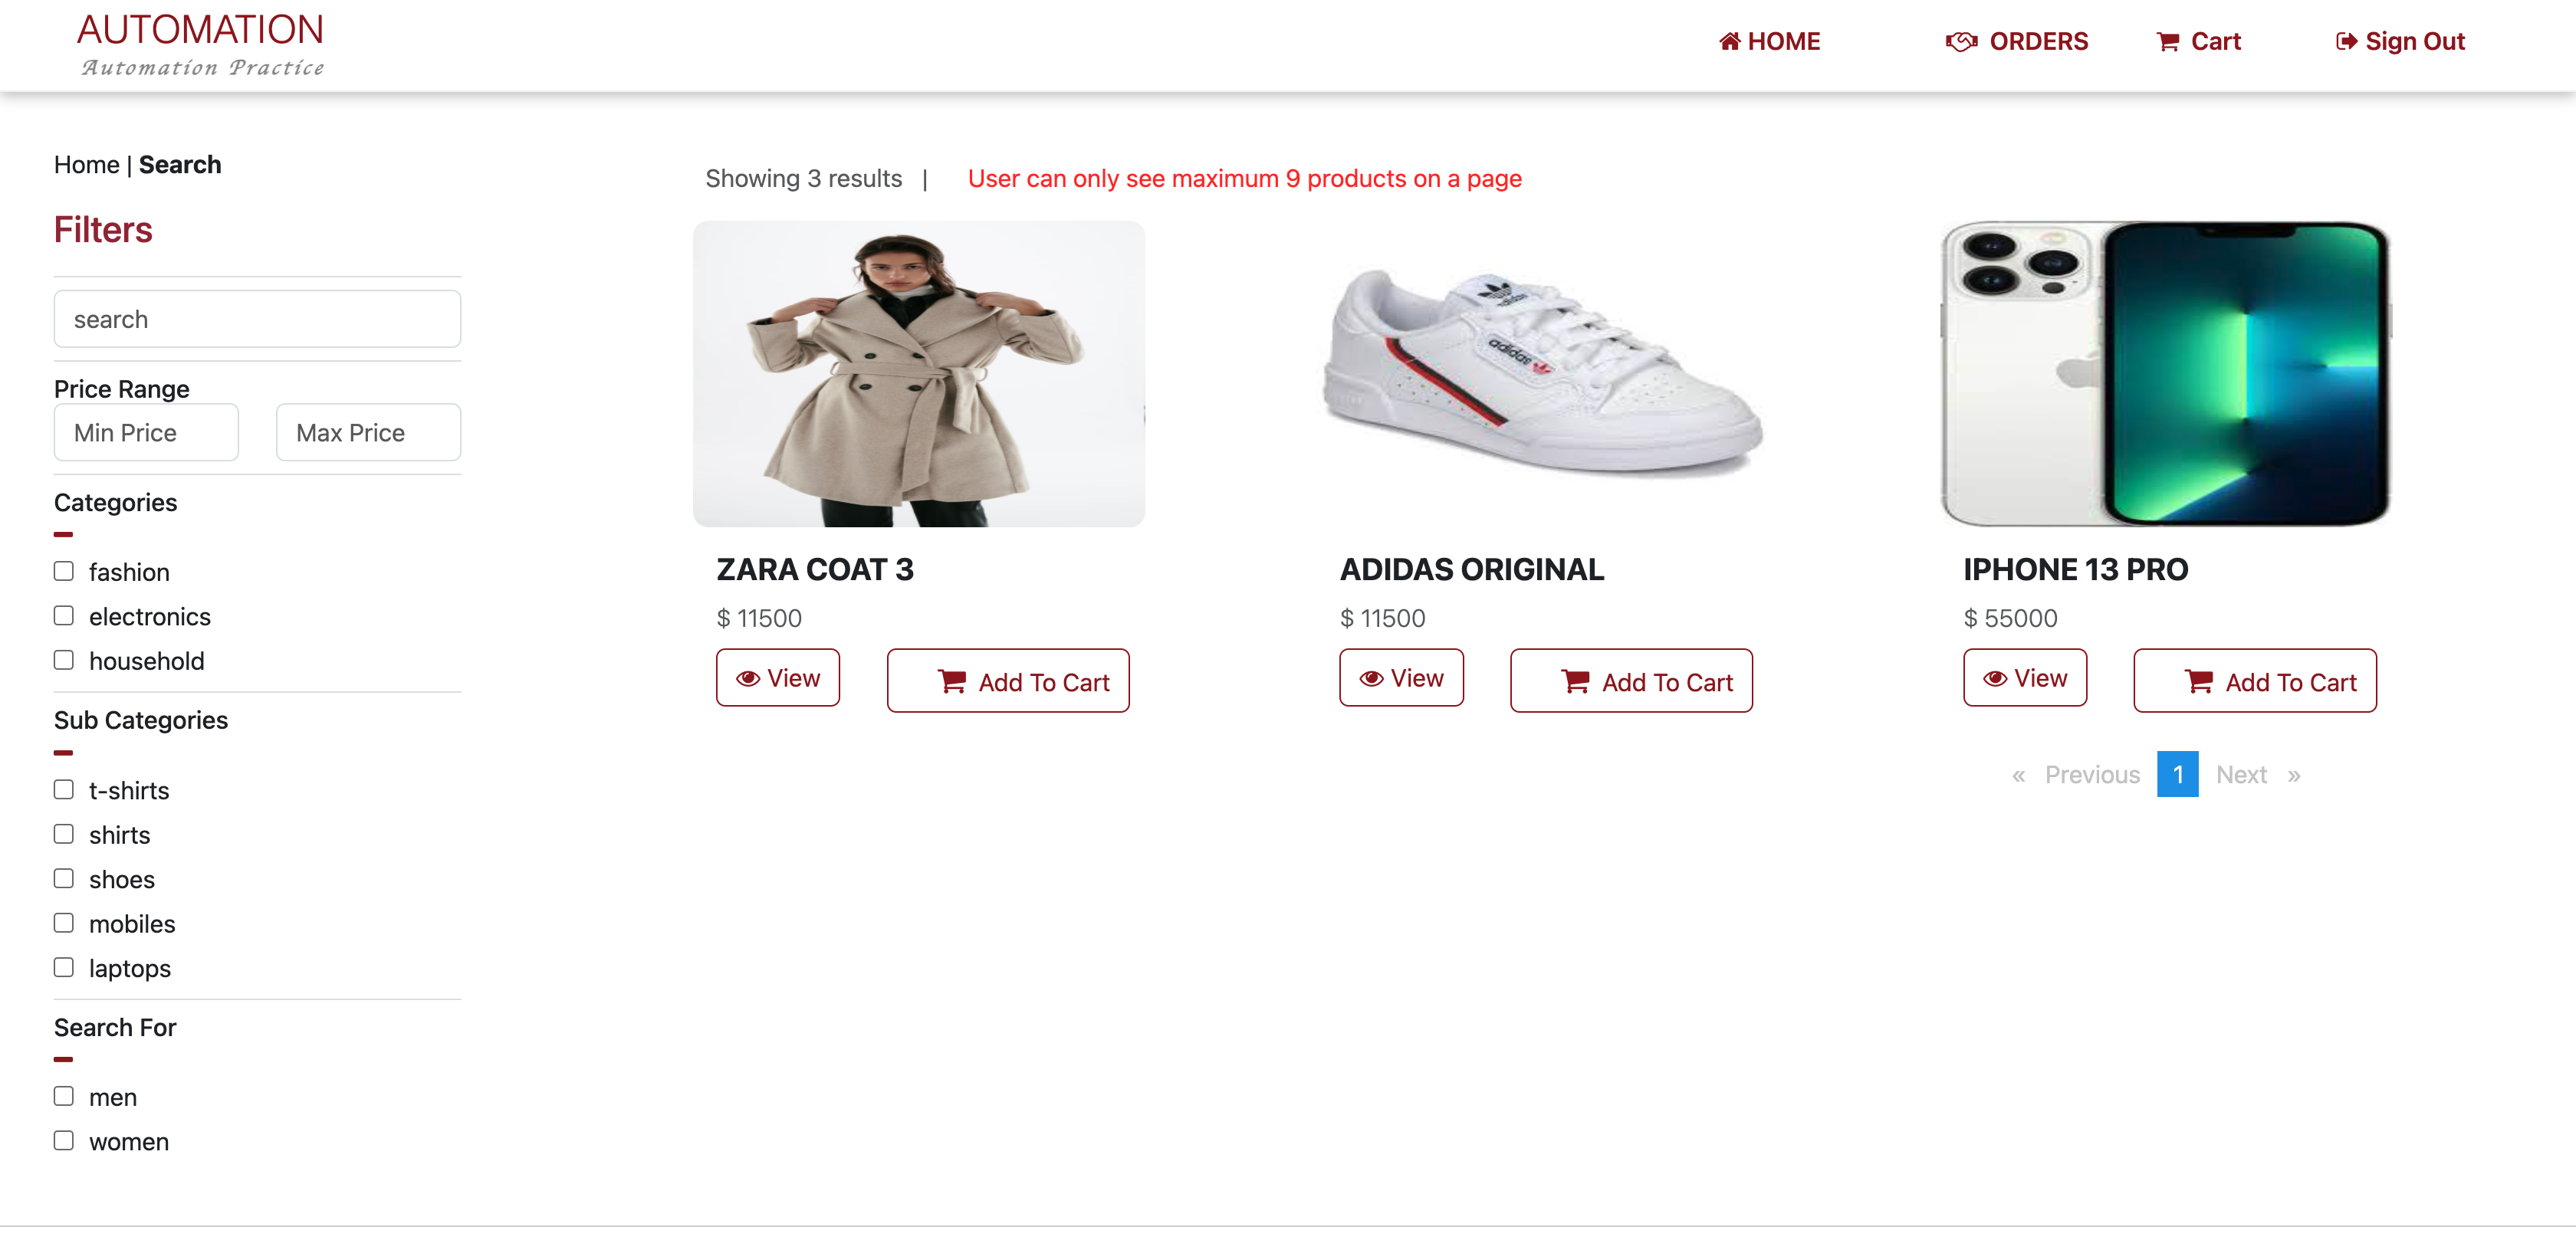 AUTOMATION
Automation Practice
HOME
ORDERS
Cart
Sign Out
Home | Search
Filters
search
Price Range
Min Price
Max Price
Categories
fashion
electronics
household
Sub Categories
t-shirts
shirts
shoes
mobiles
laptops
Search For
men
women
Showing 3 results |
User can only see maximum 9 products on a page
adidas
adidas
ZARA COAT 3
$ 11500
View
Add To Cart
ADIDAS ORIGINAL
$ 11500
View
Add To Cart
IPHONE 13 PRO
$ 55000
View
Add To Cart
« Previous 1 Next »